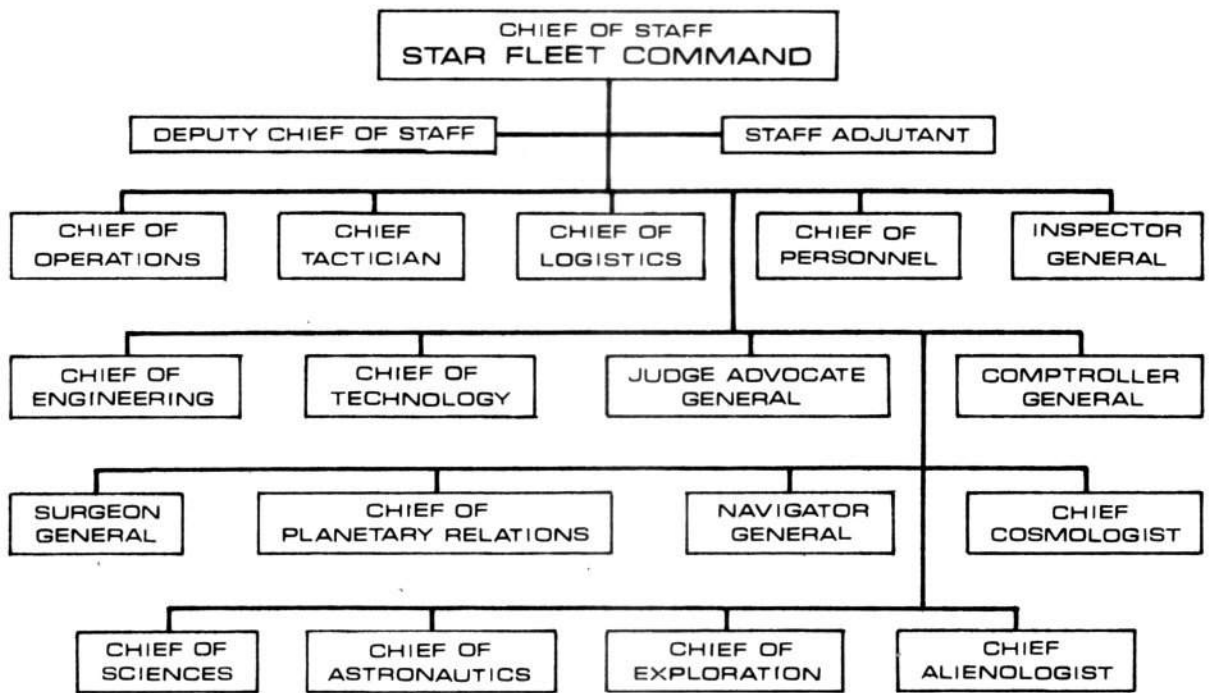 CHIEF OF STAFF
STAR FLEET COMMAND
DEPUTY CHIEF OF STAFF
STAFF ADJUTANT
CHIEF OF
OPERATIONS
CHIEF
TACTICIAN
CHIEF OF
LOGISTICS
CHIEF OF
PERSONNEL
INSPECTOR
GENERAL
CHIEF OF
ENGINEERING
CHIEF OF
TECHNOLOGY
JUDGE ADVOCATE
GENERAL
COMPTROLLER
GENERAL
SURGEON
GENERAL
CHIEF OF
PLANETARY RELATIONS
NAVIGATOR
GENERAL
CHIEF
COSMOLOGIST
CHIEF OF
SCIENCES
CHIEF OF
ASTRONAUTICS
CHIEF OF
EXPLORATION
CHIEF
ALIENOLOGIST